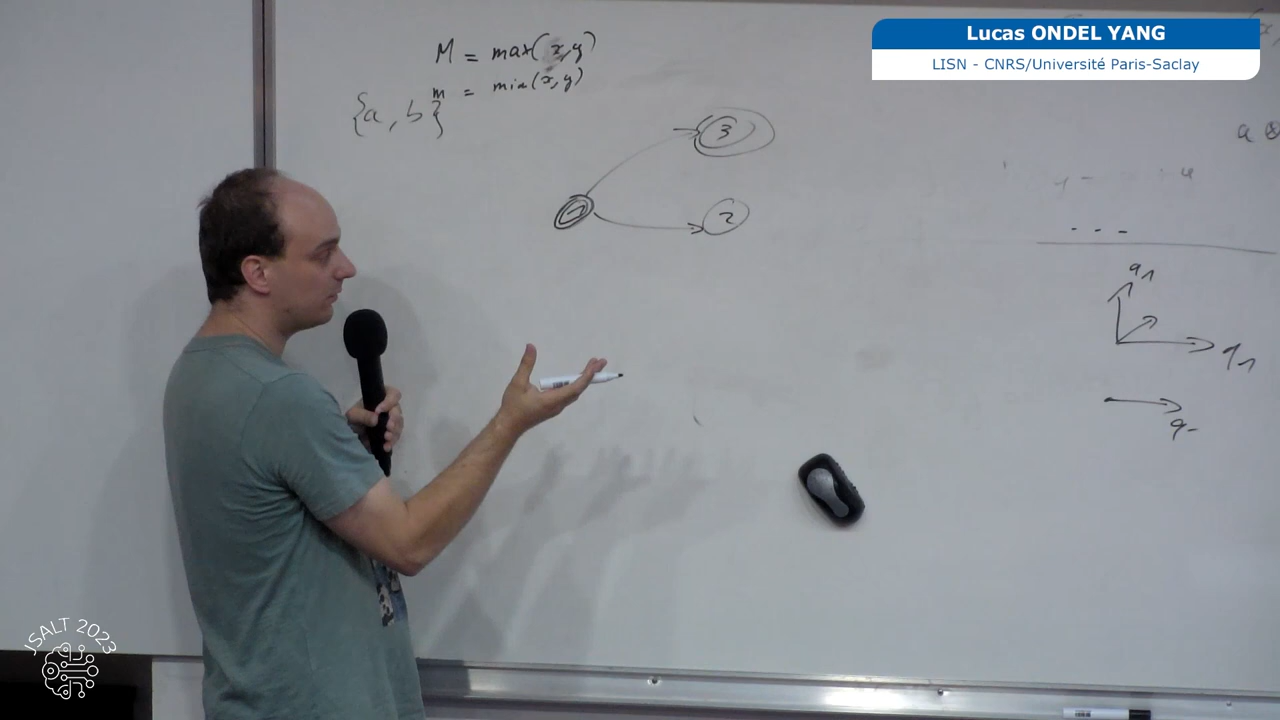 Lucas ONDEL YANG
LISN - CNRS/Université Paris-Saclay
M = max(x,y)
m = min(x,y)
{a, b}
3
1
2
a ⊗
- - -
q1
q1
JSALT 2023